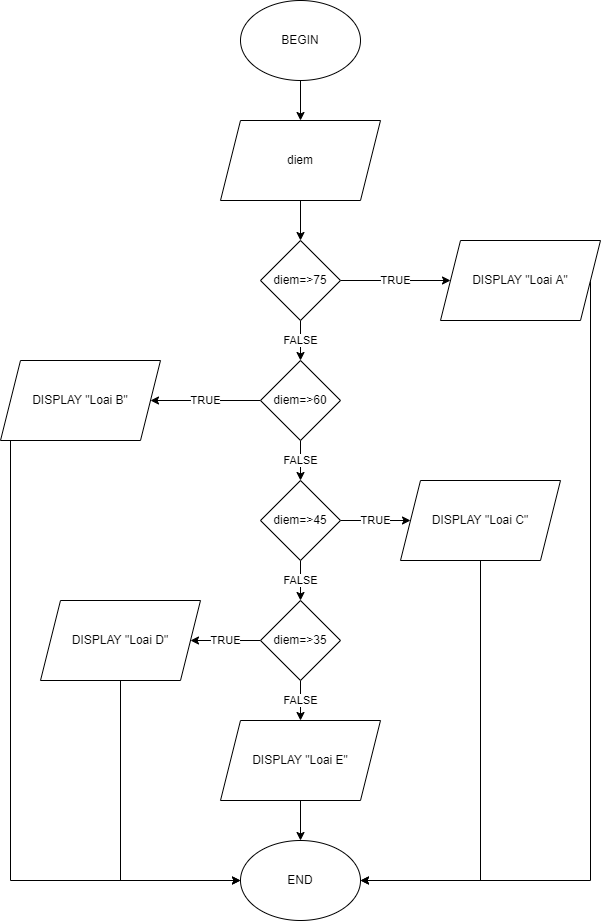 BEGIN
diem
diem=>75
TRUE
DISPLAY "Loai A"
FALSE
DISPLAY "Loai B"
TRUE
diem=>60
FALSE
diem=>45
TRUE
DISPLAY "Loai C"
FALSE
DISPLAY "Loai D"
TRUE
diem=>35
FALSE
DISPLAY "Loai E"
END